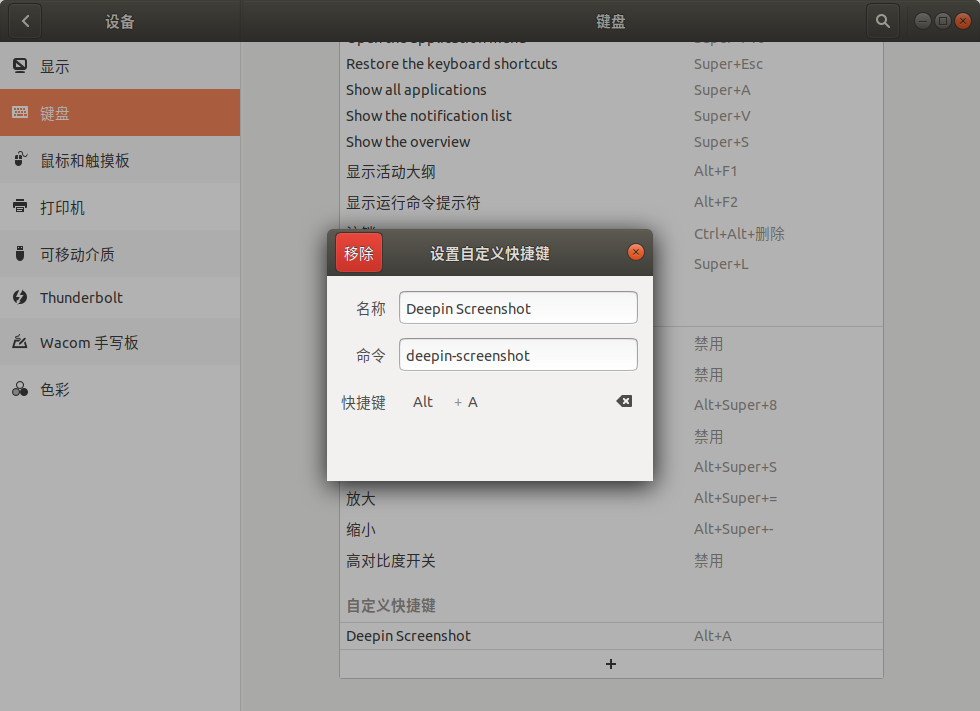 设备
键盘
显示
键盘
鼠标和触摸板
打印机
可移动介质
Thunderbolt
Wacom 手写板
色彩
Restore the keyboard shortcuts Super+Esc
Show all applications Super+A
Show the notification list Super+V
Show the overview Super+S
显示活动大纲 Alt+F1
显示运行命令提示符 Alt+F2
Ctrl+Alt+删除
Super+L
移除 设置自定义快捷键
名称 Deepin Screenshot
命令 deepin-screenshot
快捷键 Alt + A
禁用
禁用
Alt+Super+8
禁用
Alt+Super+S
放大 Alt+Super+=
缩小 Alt+Super+-
高对比度开关 禁用
自定义快捷键
Deepin Screenshot Alt+A
+